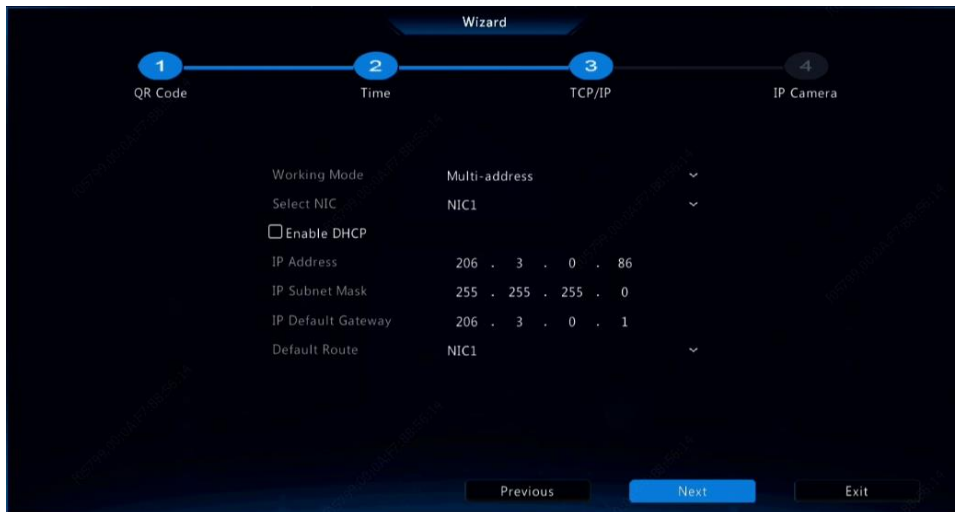 Wizard
1 2 3 4
QR Code Time TCP/IP IP Camera
Working Mode Multi-address
Select NIC NIC1
Enable DHCP
IP Address 206 . 3 . 0 . 86
IP Subnet Mask 255 . 255 . 255 . 0
IP Default Gateway 206 . 3 . 0 . 1
Default Route NIC1
Previous Next Exit